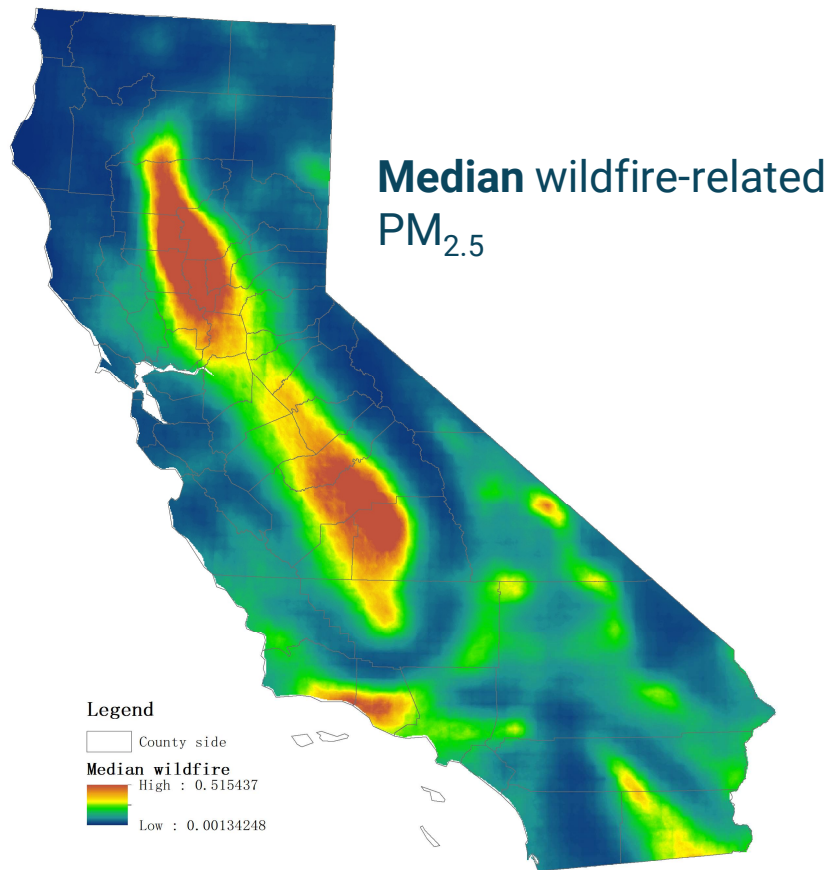 Median wildfire-related
PM2.5
Legend
County side
Median wildfire
High : 0.515437
Low : 0.00134248